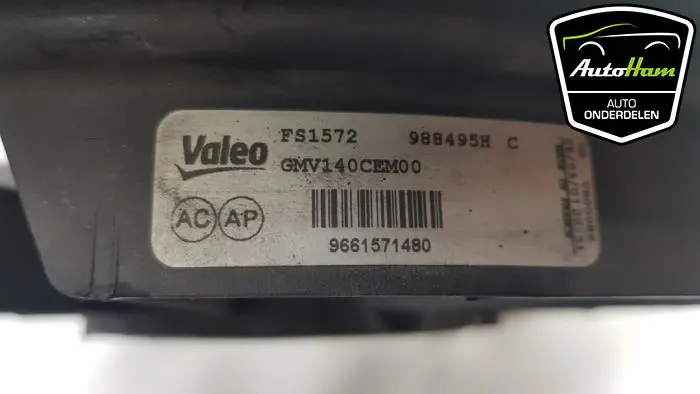 AutoHam
AUTO
ONDERDELEN
Valeo
FS1572 988495H C
GMV140CEM00
AC AP
9661571480